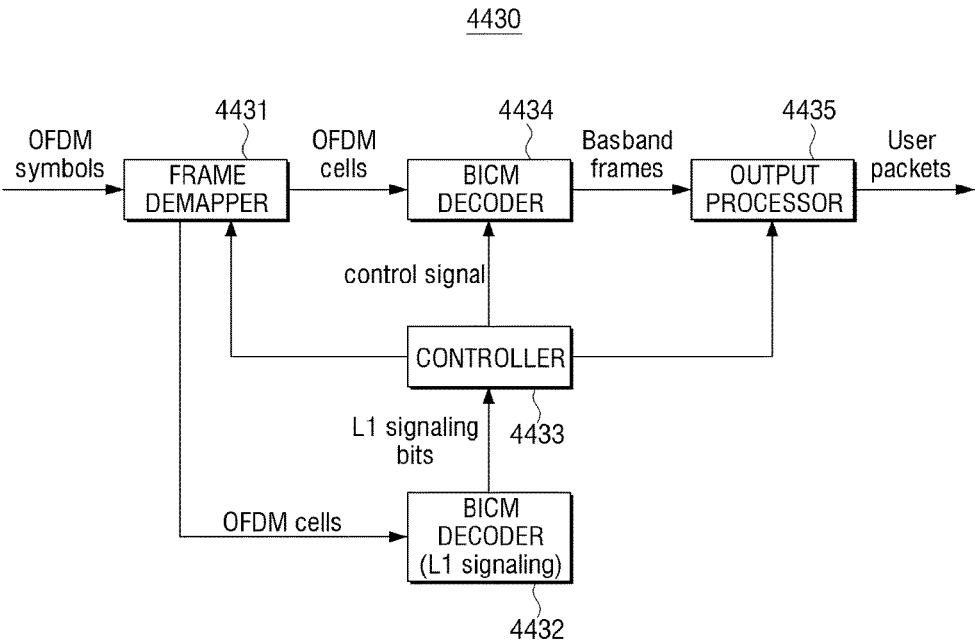 4430
4431
4434
4435
OFDM
symbols
FRAME
DEMAPPER
OFDM
cells
BICM
DECODER
Basband
frames
OUTPUT
PROCESSOR
User
packets
control signal
CONTROLLER
4433
L1 signaling
bits
OFDM cells
BICM
DECODER
(L1 signaling)
4432